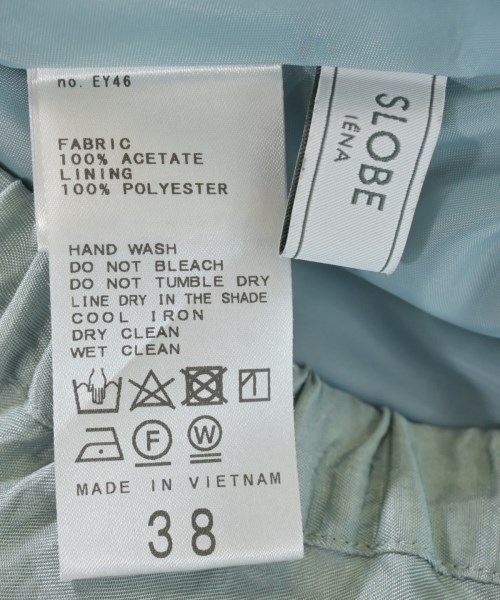 no. EY46
FABRIC
100% ACETATE
LINING
100% POLYESTER
HAND WASH
DO NOT BLEACH
DO NOT TUMBLE DRY
LINE DRY IN THE SHADE
COOL IRON
DRY CLEAN
WET CLEAN
F W
MADE IN VIETNAM
38
SLOBE
IÉNA